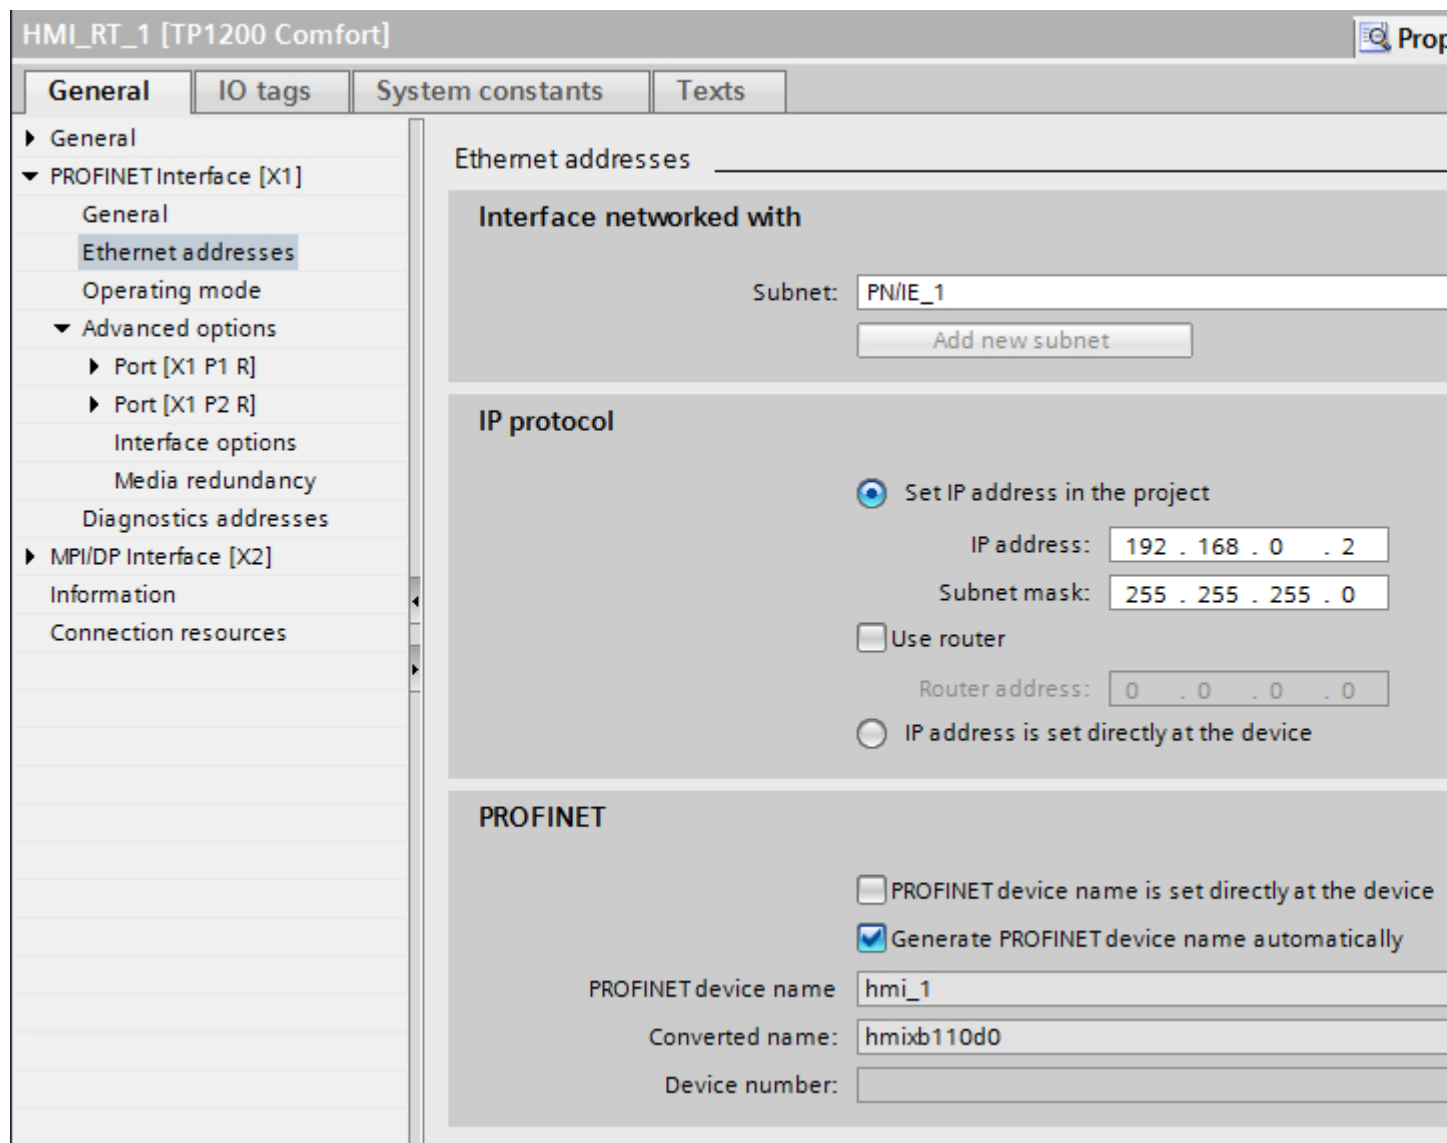 HMI_RT_1 [TP1200 Comfort]
General
IO tags
System constants
Texts
General
PROFINET Interface [X1]
General
Ethernet addresses
Operating mode
Advanced options
Port [X1 P1 R]
Port [X1 P2 R]
Interface options
Media redundancy
Diagnostics addresses
MPI/DP Interface [X2]
Information
Connection resources
Ethernet addresses
Interface networked with
Subnet: PN/IE_1
Add new subnet
IP protocol
Set IP address in the project
IP address: 192 . 168 . 0 . 2
Subnet mask: 255 . 255 . 255 . 0
Use router
Router address: 0 . 0 . 0 . 0
IP address is set directly at the device
PROFINET
PROFINET device name is set directly at the device
Generate PROFINET device name automatically
PROFINET device name hmi_1
Converted name: hmixb110d0
Device number: